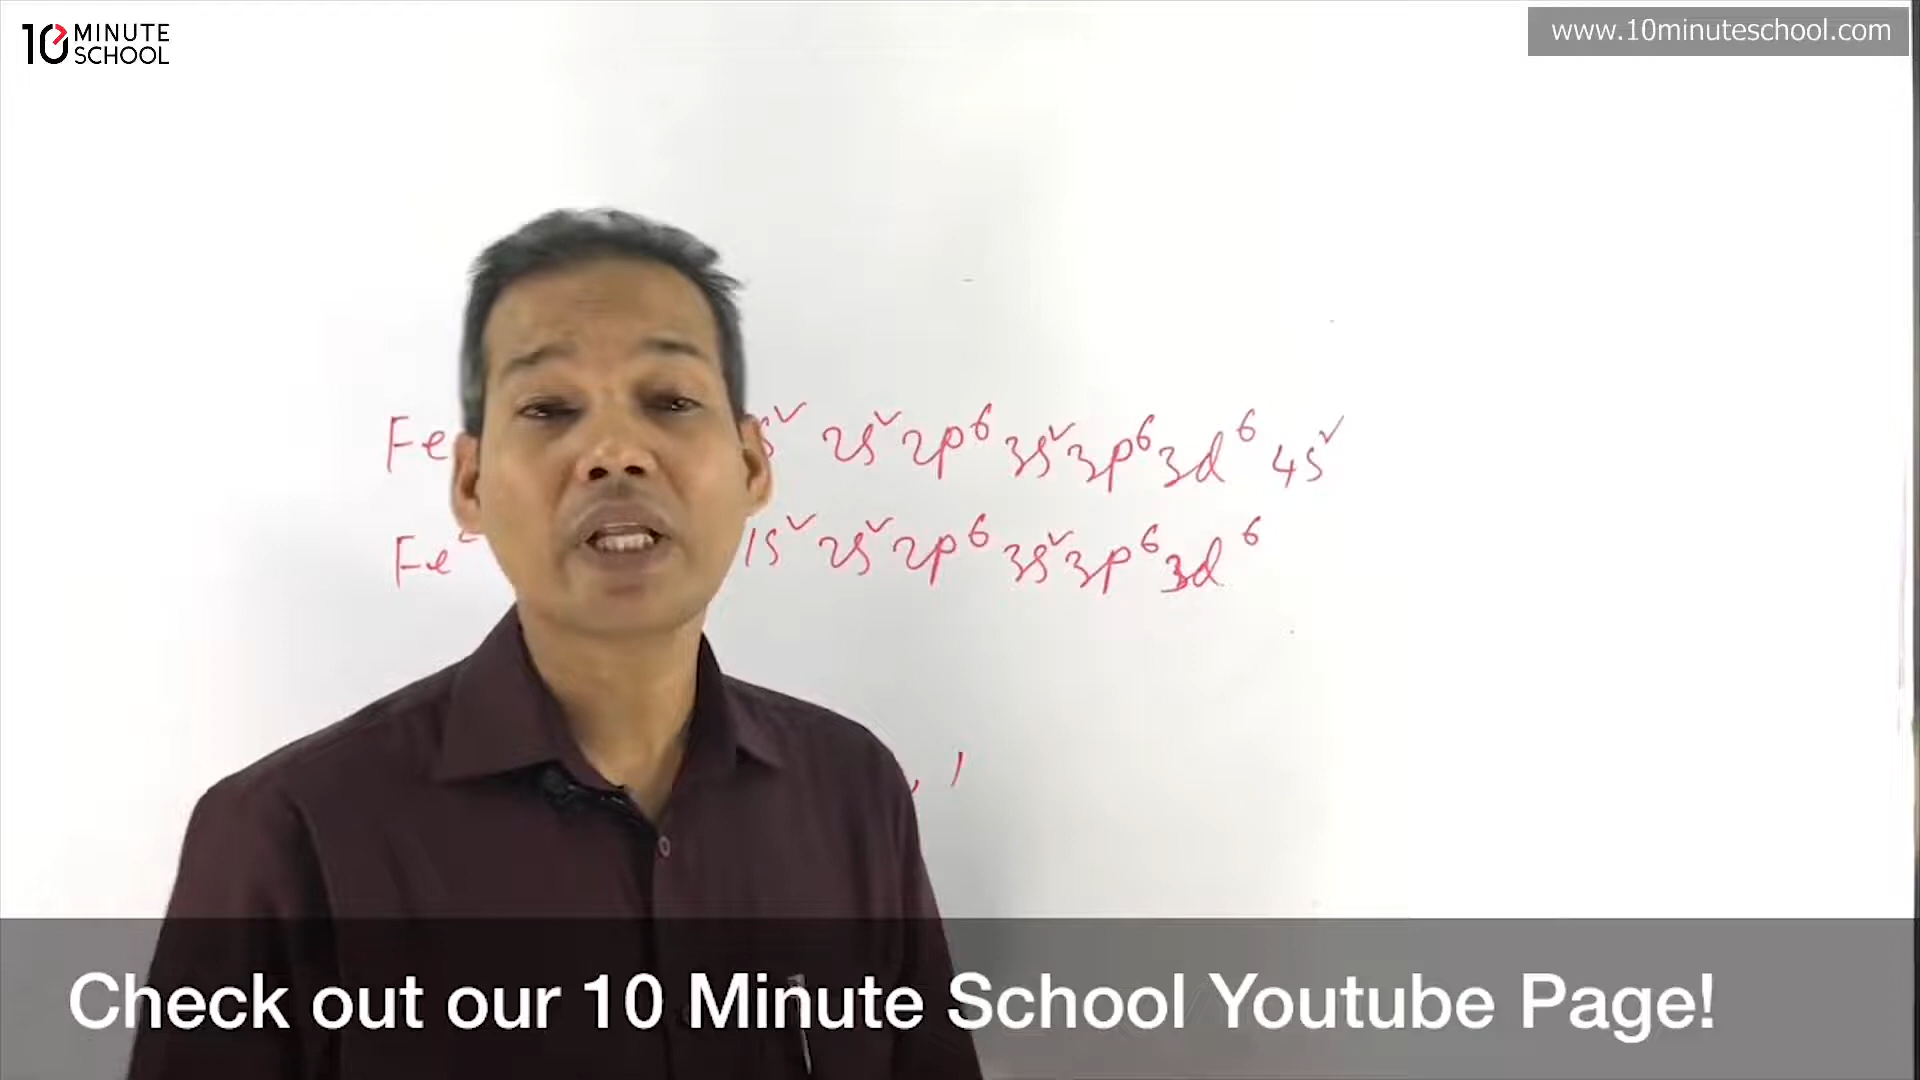 10 MINUTE
SCHOOL
www.10minuteschool.com
Fe s² 2s² 2p⁶ 3s² 3p⁶ 3d⁶ 4s²
Fe 1s² 2s² 2p⁶ 3s² 3p⁶ 3d⁶
Check out our 10 Minute School Youtube Page!